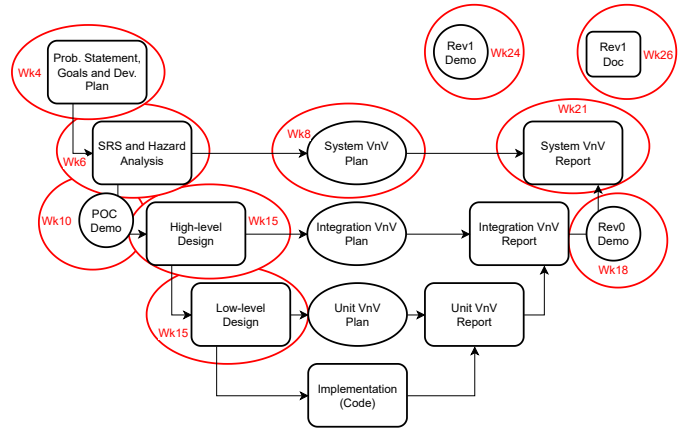 Wk4
Prob. Statement,
Goals and Dev.
Plan
Rev1
Demo
Wk24
Rev1
Doc
Wk26
Wk6
SRS and Hazard
Analysis
Wk8
System VnV
Plan
Wk21
System VnV
Report
Wk10
POC
Demo
High-level
Design
Wk15
Integration VnV
Plan
Integration VnV
Report
Rev0
Demo
Wk18
Wk15
Low-level
Design
Unit VnV
Plan
Unit VnV
Report
Implementation
(Code)